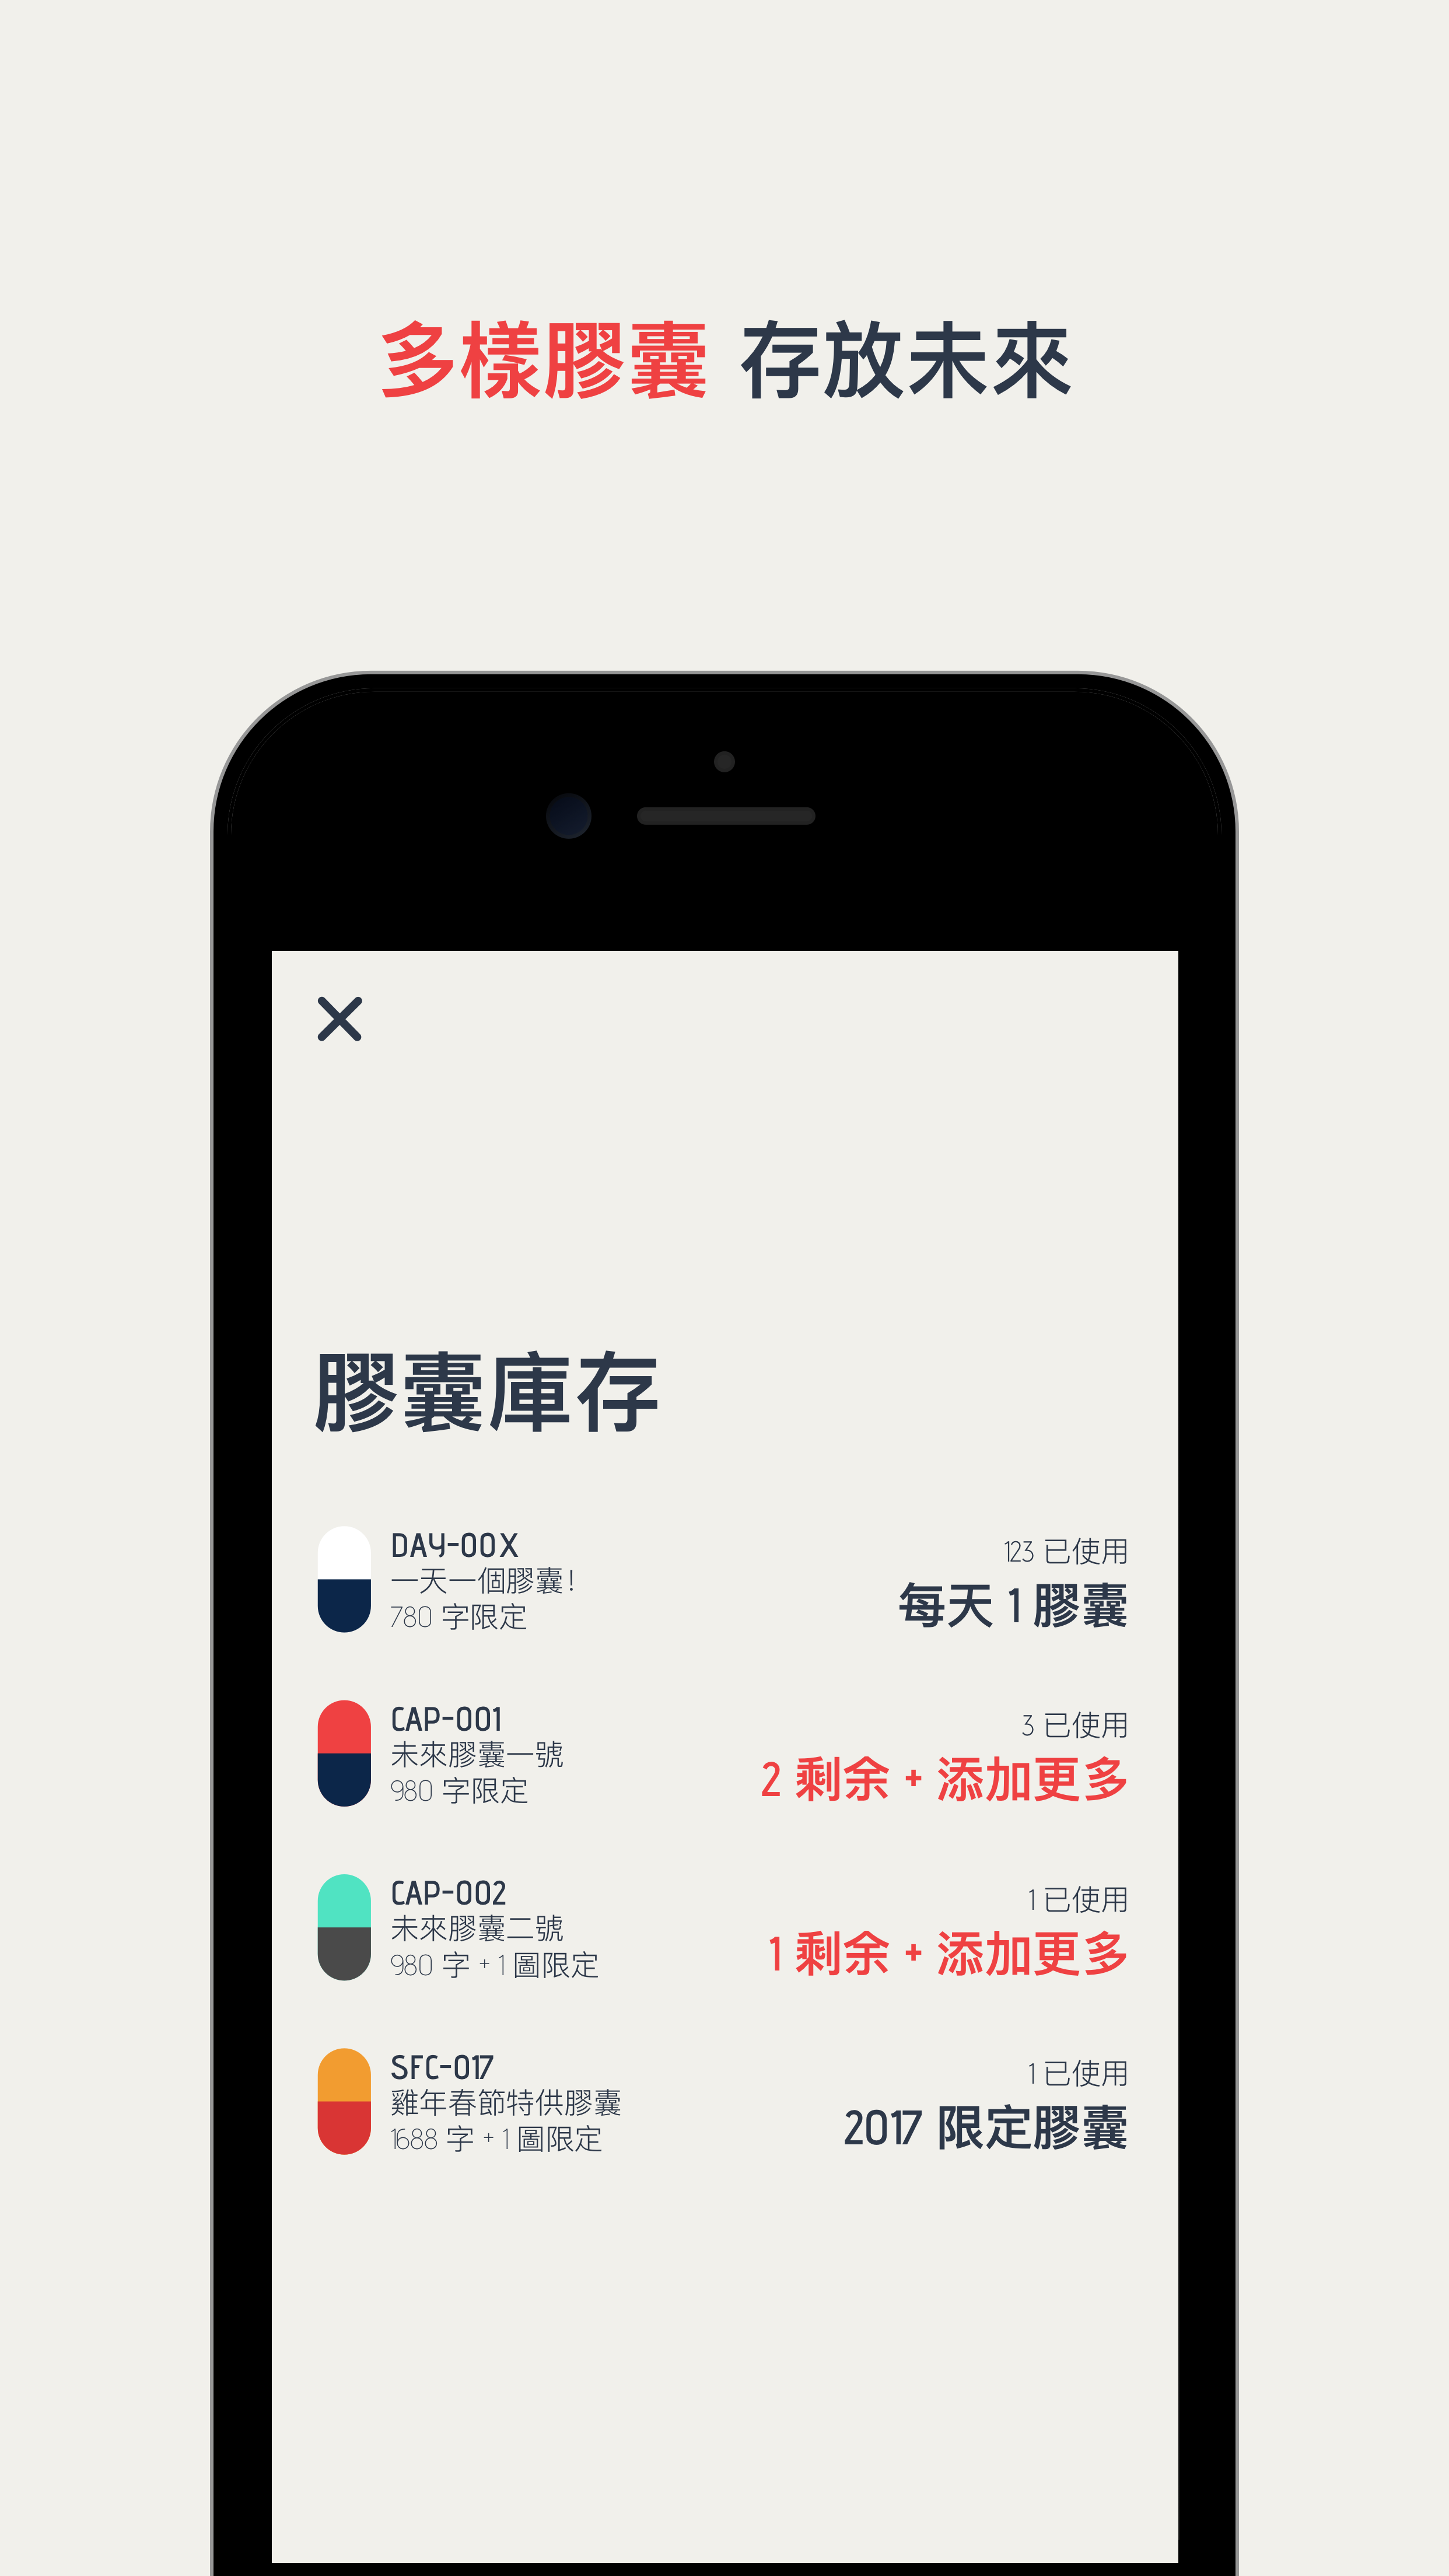 多樣膠囊 存放未來
膠囊庫存
DAY-00X
一天一個膠囊!
780 字限定
123 已使用
每天 1 膠囊
CAP-001
未來膠囊一號
980 字限定
3 已使用
2 剩余 + 添加更多
CAP-002
未來膠囊二號
980 字 + 1 圖限定
1 已使用
1 剩余 + 添加更多
SFC-017
雞年春節特供膠囊
1688 字 + 1 圖限定
1 已使用
2017 限定膠囊